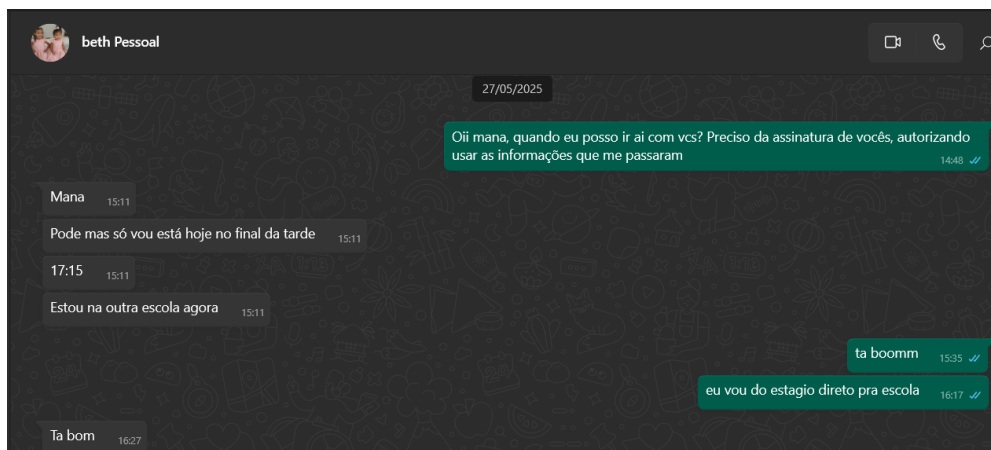 beth Pessoal
27/05/2025
Oii mana, quando eu posso ir ai com vcs? Preciso da assinatura de vocês, autorizando
usar as informações que me passaram
14:48
Mana 15:11
Pode mas só vou está hoje no final da tarde 15:11
17:15 15:11
Estou na outra escola agora 15:11
ta boomm 15:35
eu vou do estagio direto pra escola 16:17
Ta bom 16:27